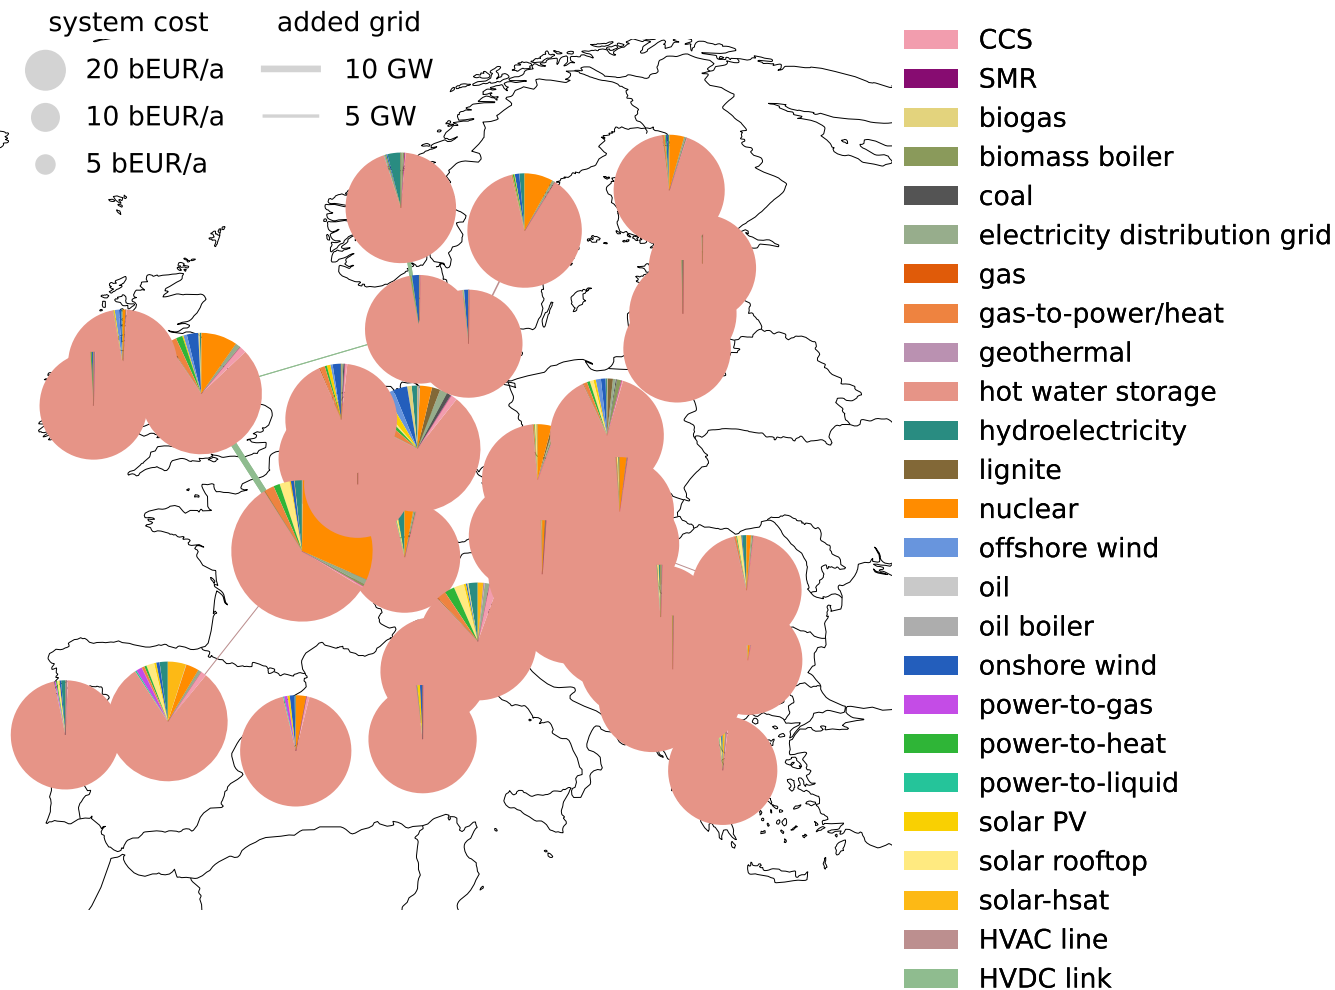 system cost
20 bEUR/a
10 bEUR/a
5 bEUR/a
added grid
10 GW
5 GW
CCS
SMR
biogas
biomass boiler
coal
electricity distribution grid
gas
gas-to-power/heat
geothermal
hot water storage
hydroelectricity
lignite
nuclear
offshore wind
oil
oil boiler
onshore wind
power-to-gas
power-to-heat
power-to-liquid
solar PV
solar rooftop
solar-hsat
HVAC line
HVDC link